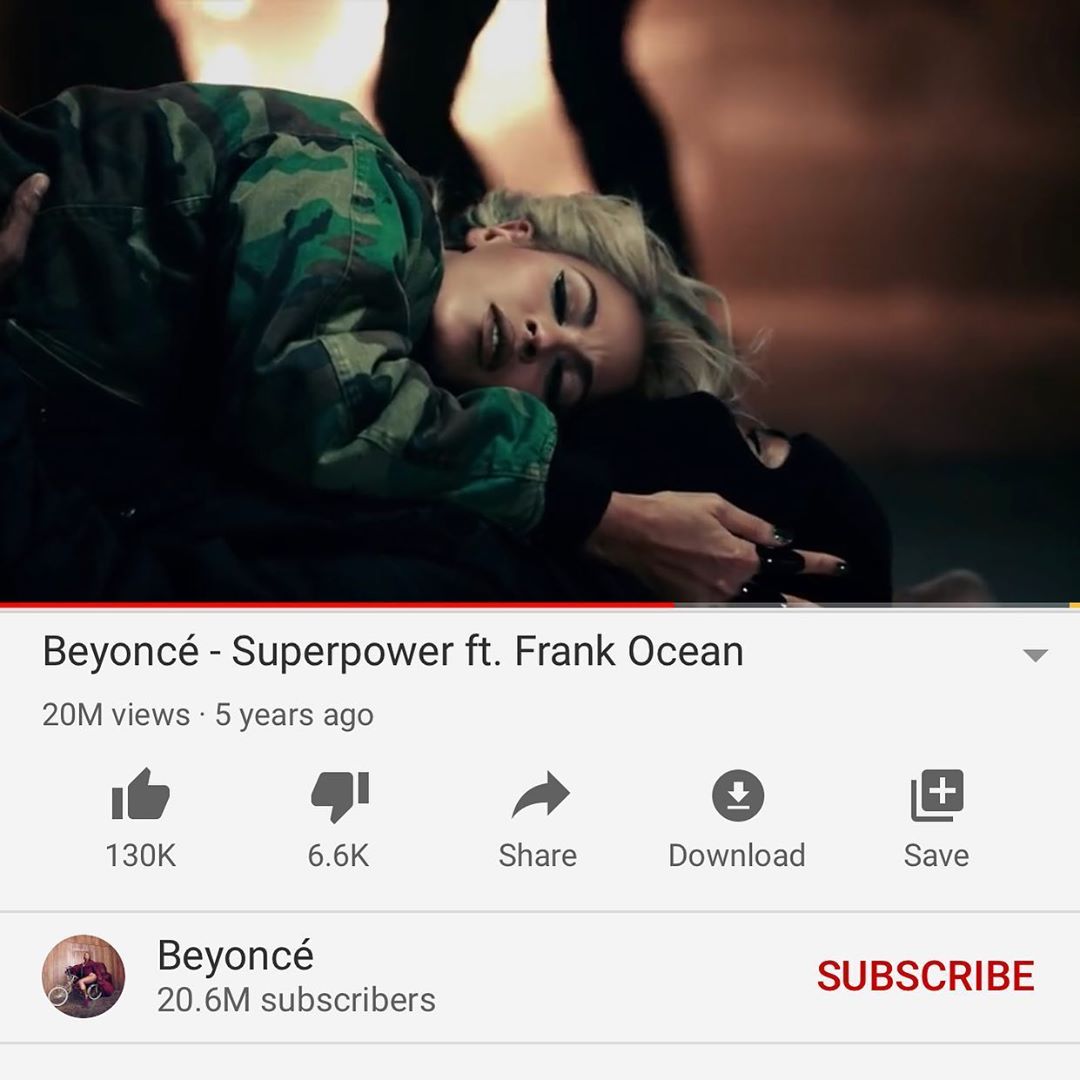 Beyoncé - Superpower ft. Frank Ocean
20M views · 5 years ago
130K 6.6K Share Download Save
Beyoncé
20.6M subscribers
SUBSCRIBE